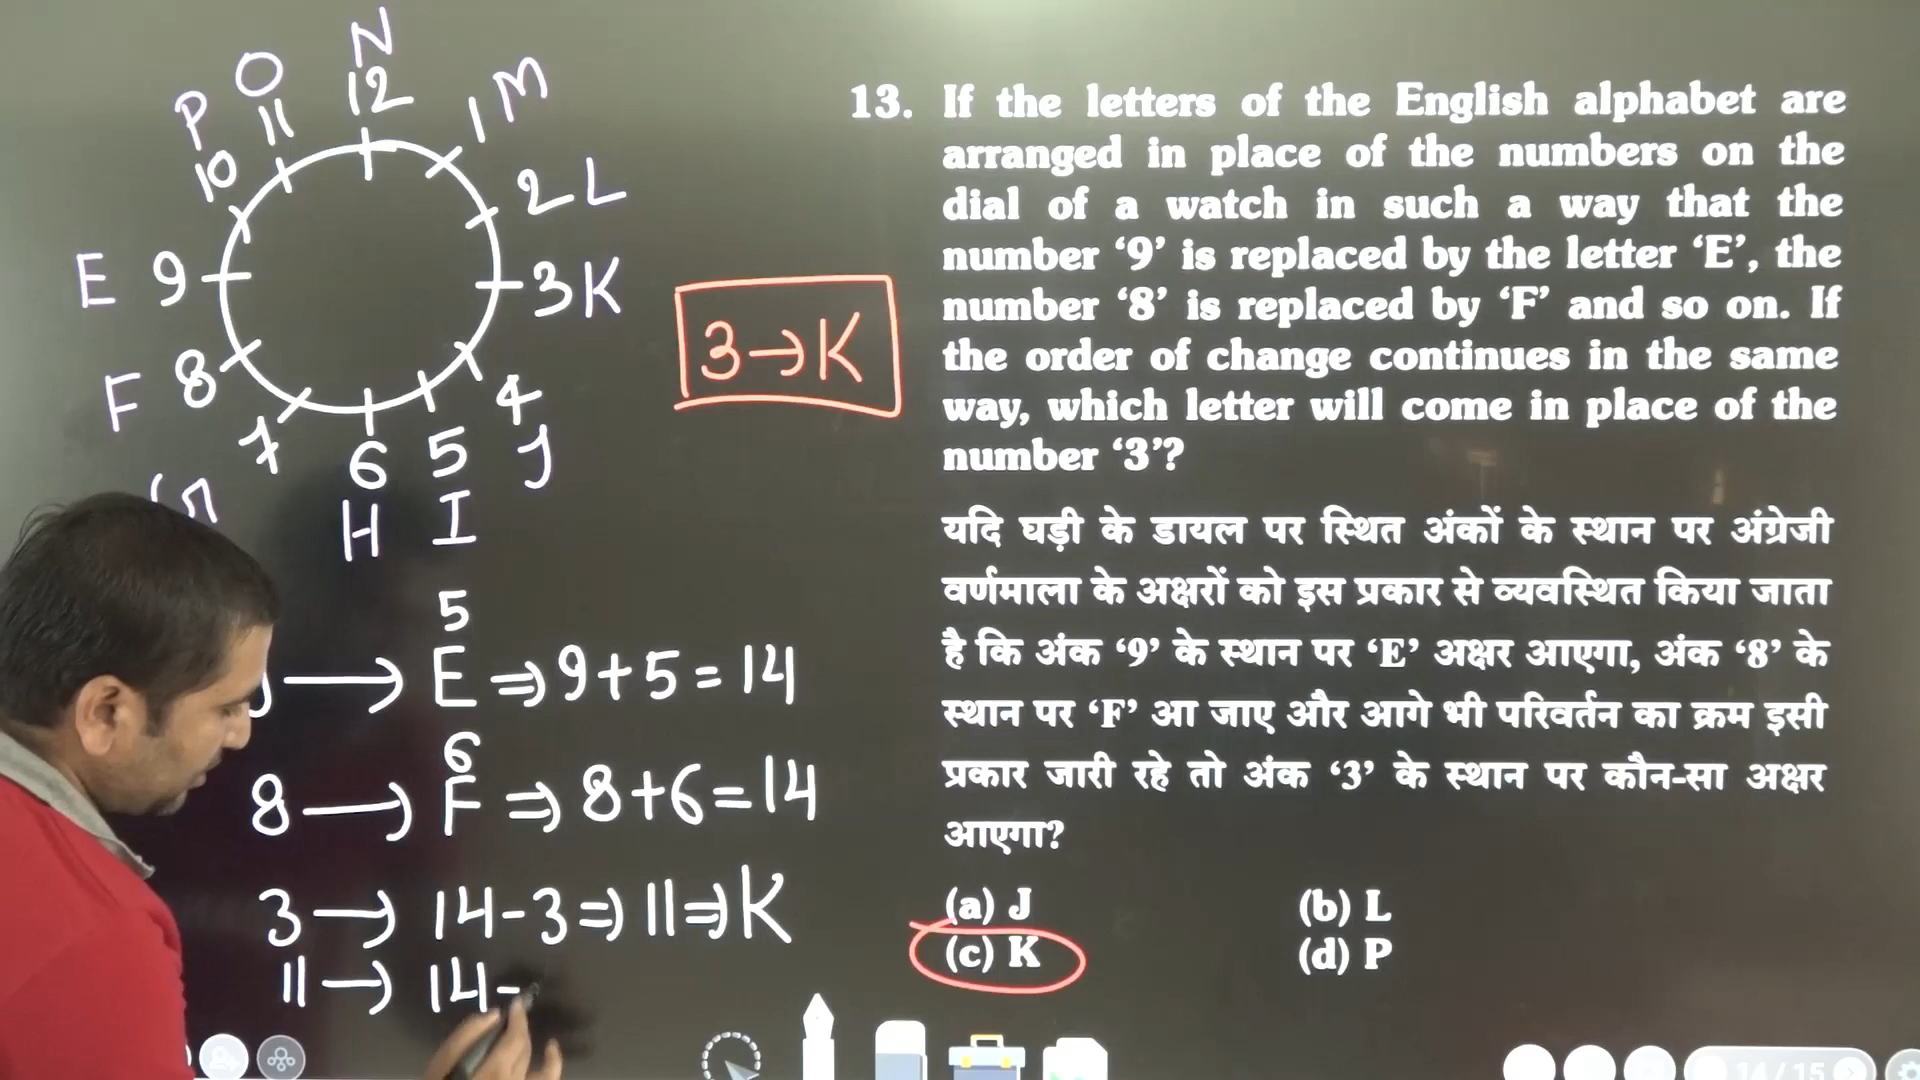 N
O 12 M
P 11 1
10 2 L
E 9 3 K
F 8 4
7 6 5 J
G H I
3→K
5
→ E ⇒ 9+5=14
6
8 → F ⇒ 8+6=14
3 → 14-3 ⇒ 11 ⇒ K
11 → 14-
13. If the letters of the English alphabet are
arranged in place of the numbers on the
dial of a watch in such a way that the
number ‘9’ is replaced by the letter ‘E’, the
number ‘8’ is replaced by ‘F’ and so on. If
the order of change continues in the same
way, which letter will come in place of the
number ‘3’?
यदि घड़ी के डायल पर स्थित अंकों के स्थान पर अंग्रेजी
वर्णमाला के अक्षरों को इस प्रकार से व्यवस्थित किया जाता
है कि अंक ‘9’ के स्थान पर ‘E’ अक्षर आएगा, अंक ‘8’ के
स्थान पर ‘F’ आ जाए और आगे भी परिवर्तन का क्रम इसी
प्रकार जारी रहे तो अंक ‘3’ के स्थान पर कौन-सा अक्षर
आएगा?
(a) J (b) L
(c) K (d) P
14/15